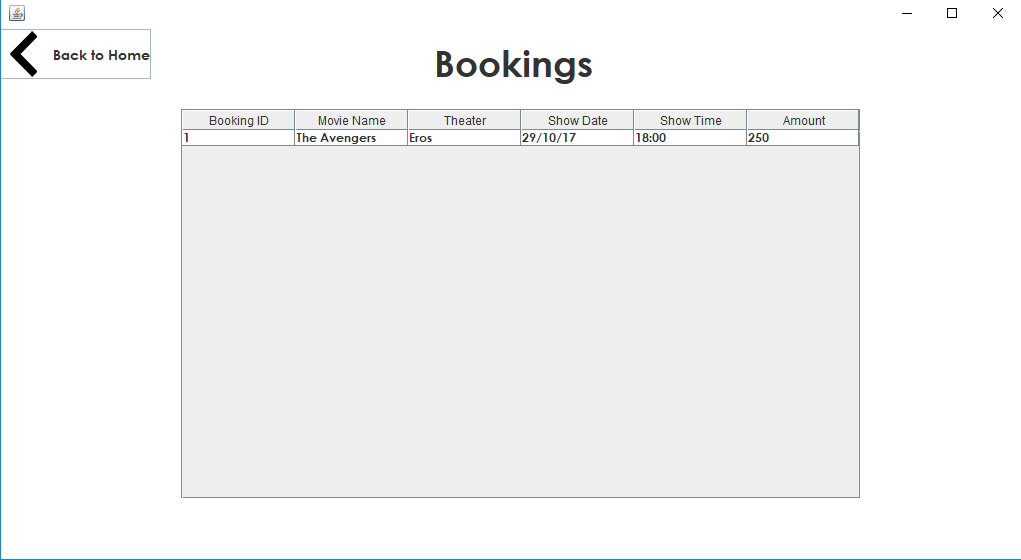 Back to Home
Bookings
Booking ID Movie Name Theater Show Date Show Time Amount
1 The Avengers Eros 29/10/17 18:00 250